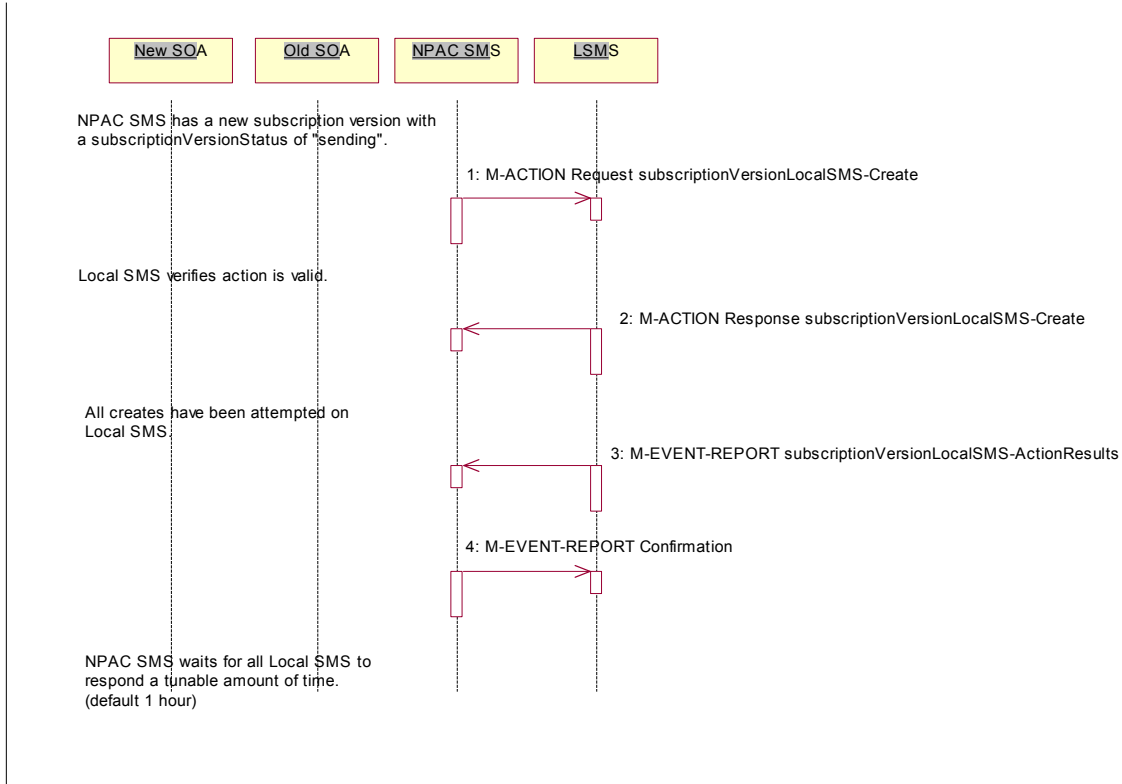 New SOA
Old SOA
NPAC SMS
LSMS
NPAC SMS has a new subscription version with
a subscriptionVersionStatus of "sending".
1: M-ACTION Request subscriptionVersionLocalSMS-Create
Local SMS verifies action is valid.
2: M-ACTION Response subscriptionVersionLocalSMS-Create
All creates have been attempted on
Local SMS.
3: M-EVENT-REPORT subscriptionVersionLocalSMS-ActionResults
4: M-EVENT-REPORT Confirmation
NPAC SMS waits for all Local SMS to
respond a tunable amount of time.
(default 1 hour)